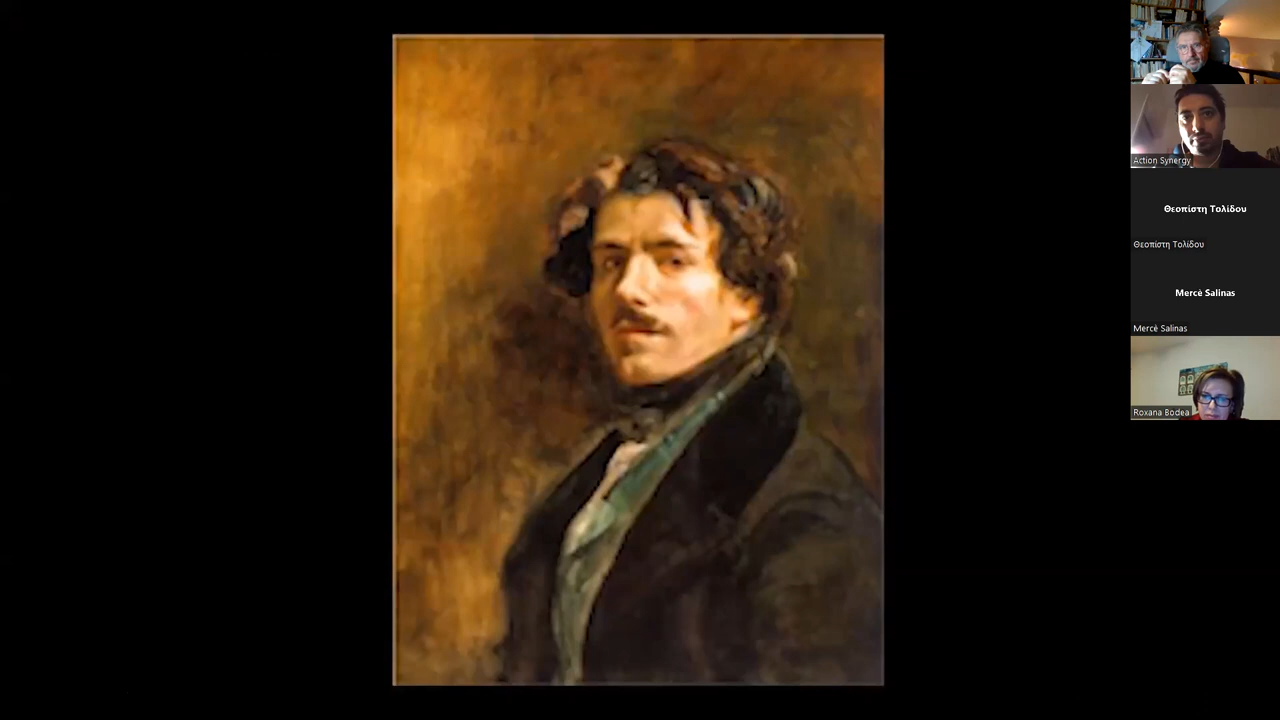 Action Synergy
Θεοπίστη Τολίδου
Θεοπίστη Τολίδου
Mercè Salinas
Mercè Salinas
Roxana Bodea